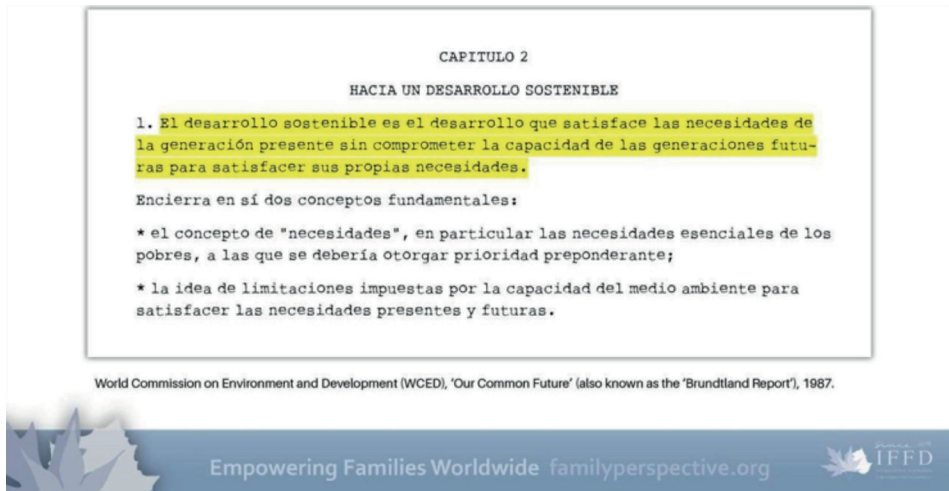 CAPITULO 2
HACIA UN DESARROLLO SOSTENIBLE
1. El desarrollo sostenible es el desarrollo que satisface las necesidades de
la generación presente sin comprometer la capacidad de las generaciones futu-
ras para satisfacer sus propias necesidades.
Encierra en sí dos conceptos fundamentales:
* el concepto de "necesidades", en particular las necesidades esenciales de los
pobres, a las que se debería otorgar prioridad preponderante;
* la idea de limitaciones impuestas por la capacidad del medio ambiente para
satisfacer las necesidades presentes y futuras.
World Commission on Environment and Development (WCED), 'Our Common Future' (also known as the 'Brundtland Report'), 1987.
Empowering Families Worldwide familyperspective.org
IFFD